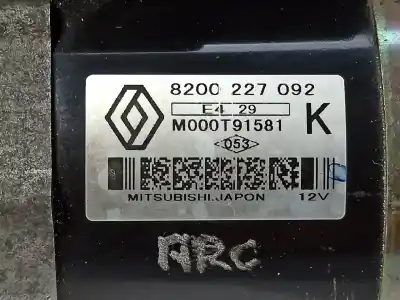 8200 227 092
E4 29
M000T91581 K
053
MITSUBISHI.JAPON 12V
ARC